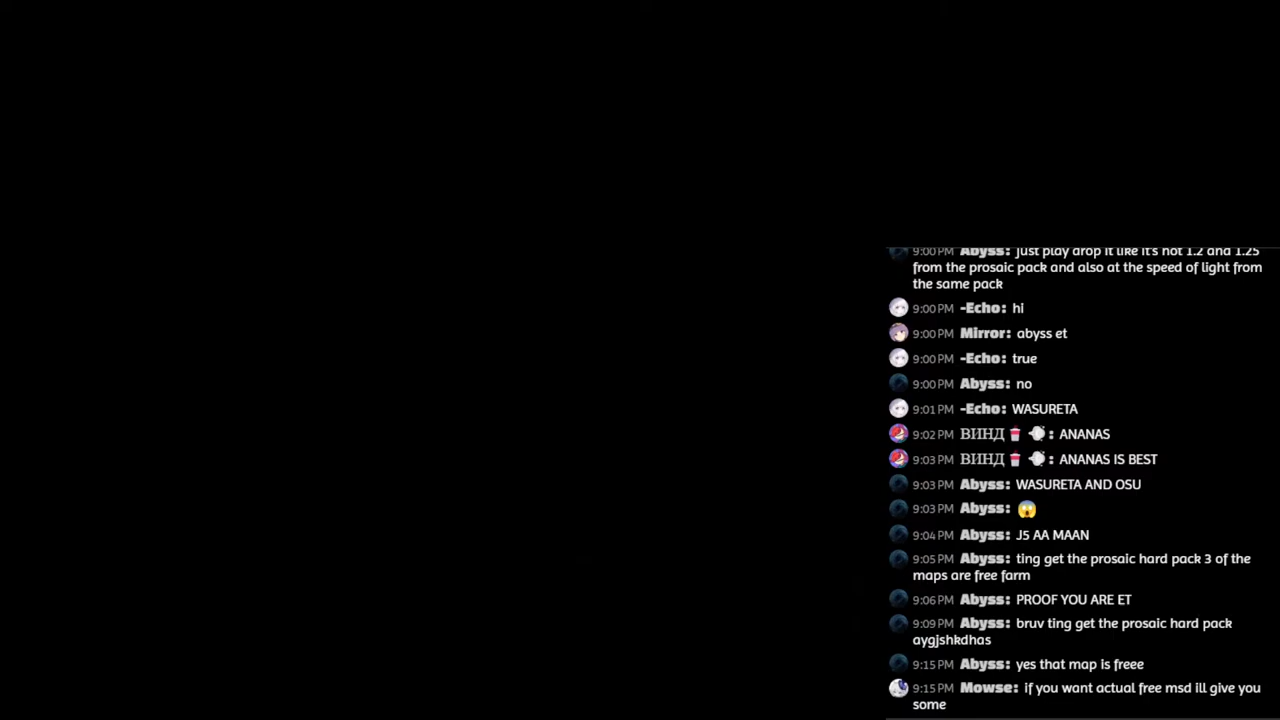 9:00 PM Abyss: just play drop it like it's hot 1.2 and 1.25
from the prosaic pack and also at the speed of light from
the same pack
9:00 PM -Echo: hi
9:00 PM Mirror: abyss et
9:00 PM -Echo: true
9:00 PM Abyss: no
9:01 PM -Echo: WASURETA
9:02 PM ВИНД🥤 💨: ANANAS
9:03 PM ВИНД🥤 💨: ANANAS IS BEST
9:03 PM Abyss: WASURETA AND OSU
9:03 PM Abyss: 😱
9:04 PM Abyss: J5 AA MAAN
9:05 PM Abyss: ting get the prosaic hard pack 3 of the
maps are free farm
9:06 PM Abyss: PROOF YOU ARE ET
9:09 PM Abyss: bruv ting get the prosaic hard pack
aygjshkdhas
9:15 PM Abyss: yes that map is freee
9:15 PM Mowse: if you want actual free msd ill give you
some